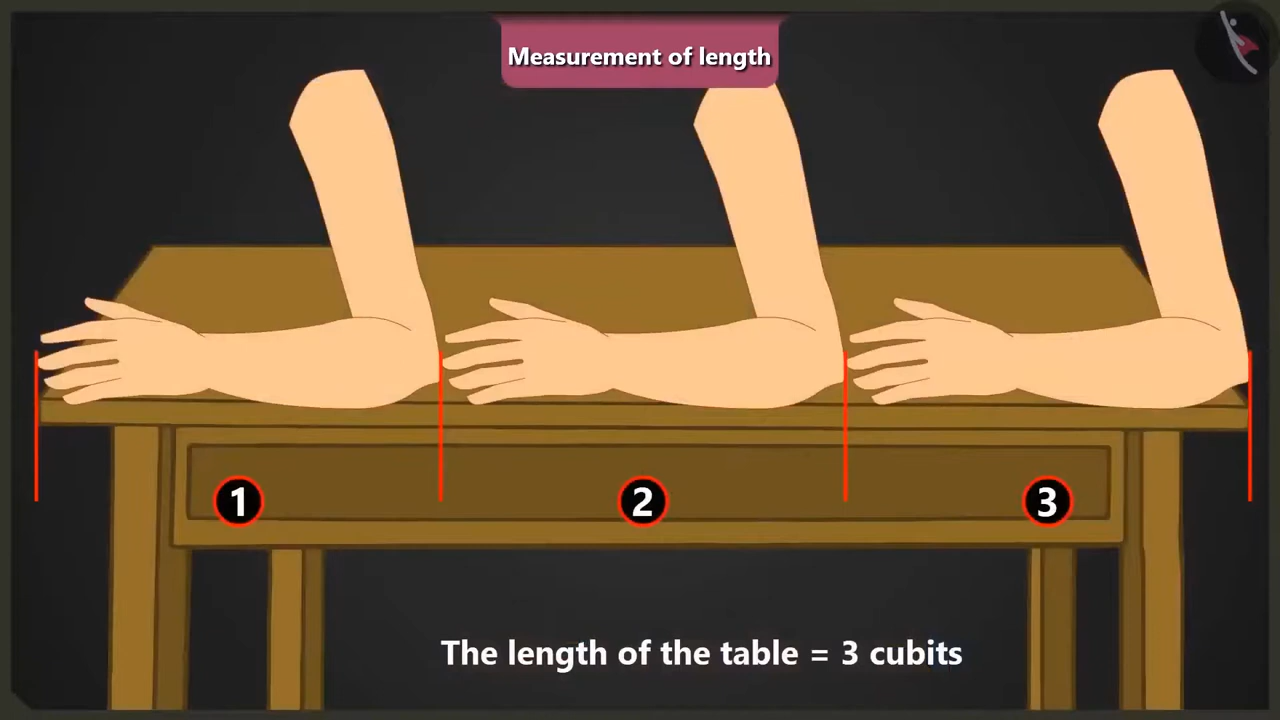 Measurement of length
1
2
3
The length of the table = 3 cubits